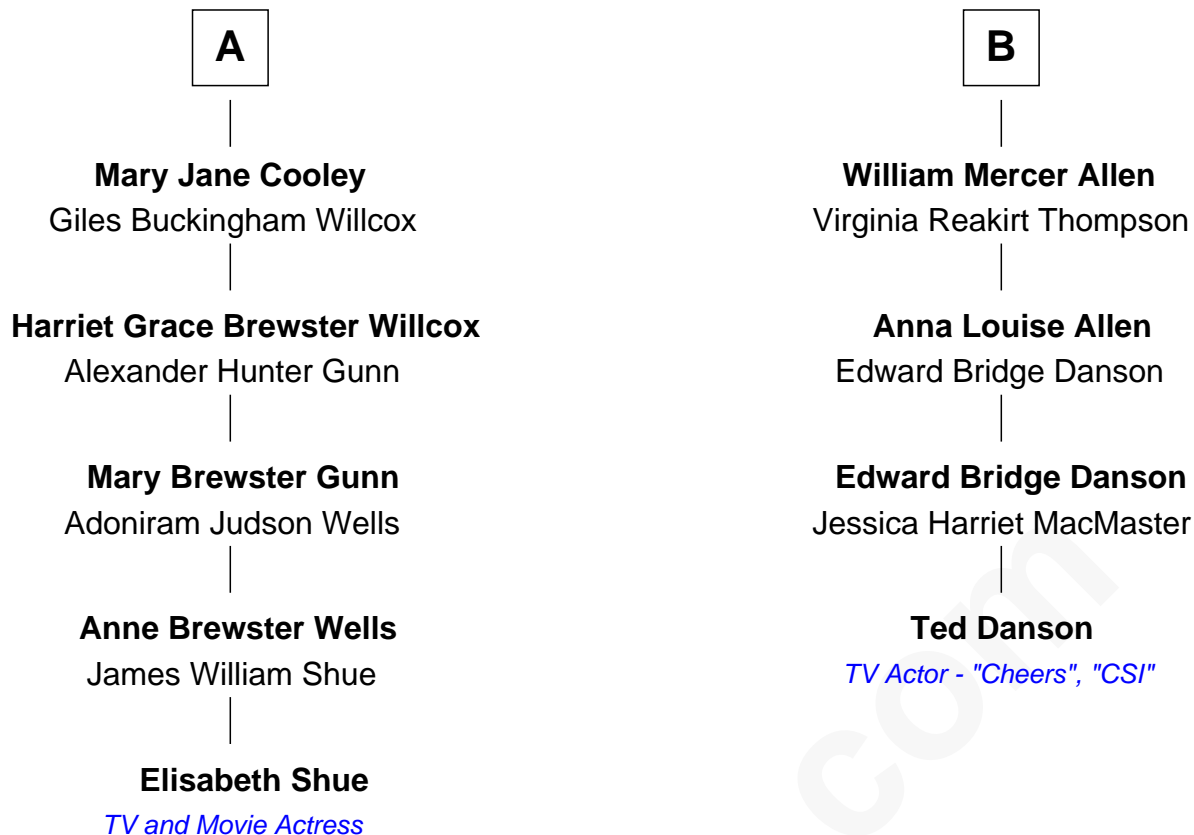 A
Mary Jane Cooley
Giles Buckingham Willcox
Harriet Grace Brewster Willcox
Alexander Hunter Gunn
Mary Brewster Gunn
Adoniram Judson Wells
Anne Brewster Wells
James William Shue
Elisabeth Shue
TV and Movie Actress
B
William Mercer Allen
Virginia Reakirt Thompson
Anna Louise Allen
Edward Bridge Danson
Edward Bridge Danson
Jessica Harriet MacMaster
Ted Danson
TV Actor - "Cheers", "CSI"
com